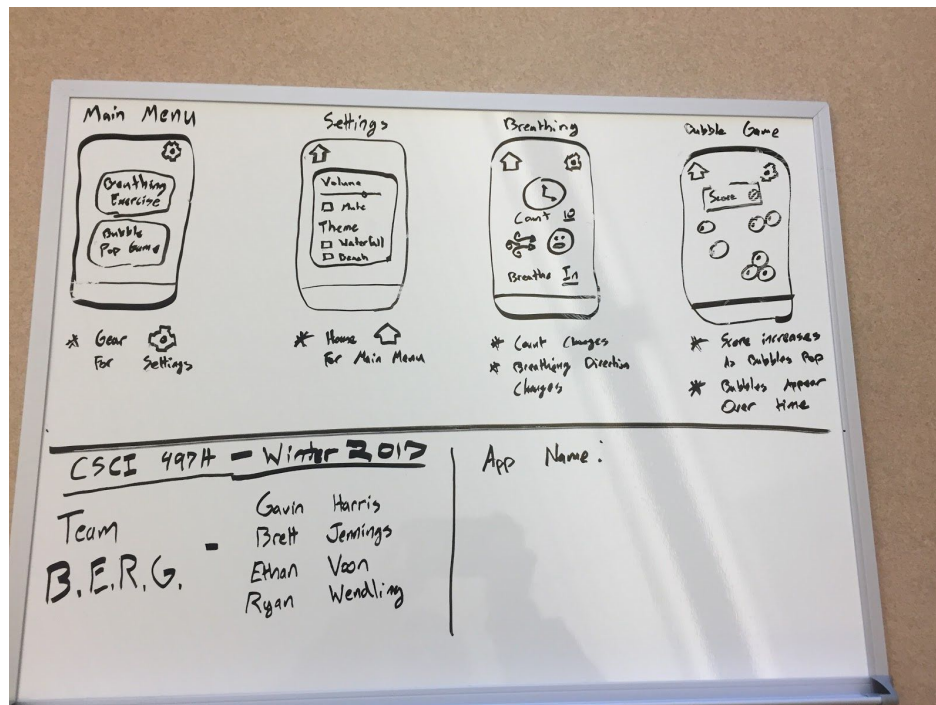 Main Menu
Breathing
Exercise
Bubble
Pop Game
* Gear
For Settings
Settings
Volume
Mute
Theme
Waterfall
Beach
* Home
For Main Menu
Breathing
Count 10
Breathe In
* Count Changes
* Breathing Direction
Changes
Bubble Game
Score
* Score increases
As Bubbles Pop
* Bubbles Appear
Over time
CSCI 497H - Winter 2017
Team
B.E.R.G. -
Gavin Harris
Brett Jennings
Ethan Voon
Ryan Wendling
App Name: